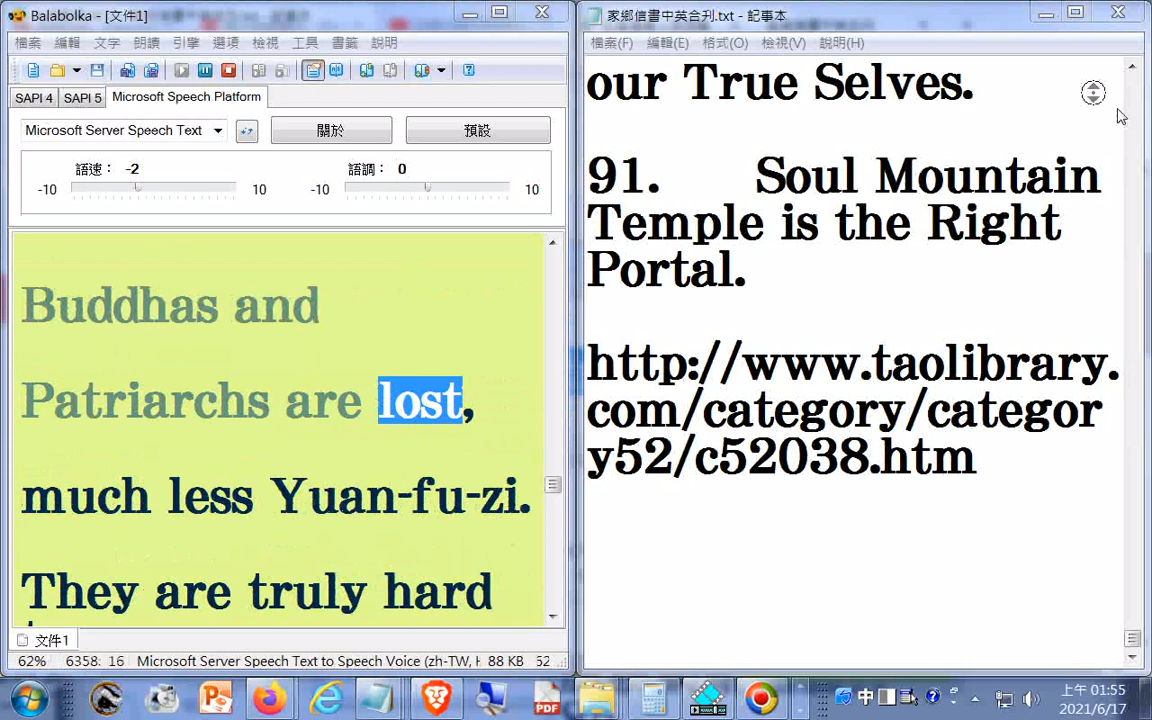 Balabolka - [文件1]
檔案 編輯 文字 朗讀 引擎 選項 檢視 工具 書籤 說明
SAPI 4 SAPI 5 Microsoft Speech Platform
Microsoft Server Speech Text
關於
預設
語速： -2
語調： 0
-10 10 -10 10
Buddhas and
Patriarchs are lost,
much less Yuan-fu-zi.
They are truly hard
文件1
62% 6358: 16 Microsoft Server Speech Text to Speech Voice (zh-TW, H 88 KB 52
家鄉信書中英合刋.txt - 記事本
檔案(F) 編輯(E) 格式(O) 檢視(V) 說明(H)
our True Selves.
91. Soul Mountain
Temple is the Right
Portal.
http://www.taolibrary.
com/category/categor
y52/c52038.htm
PDF
中
上午 01:55
2021/6/17